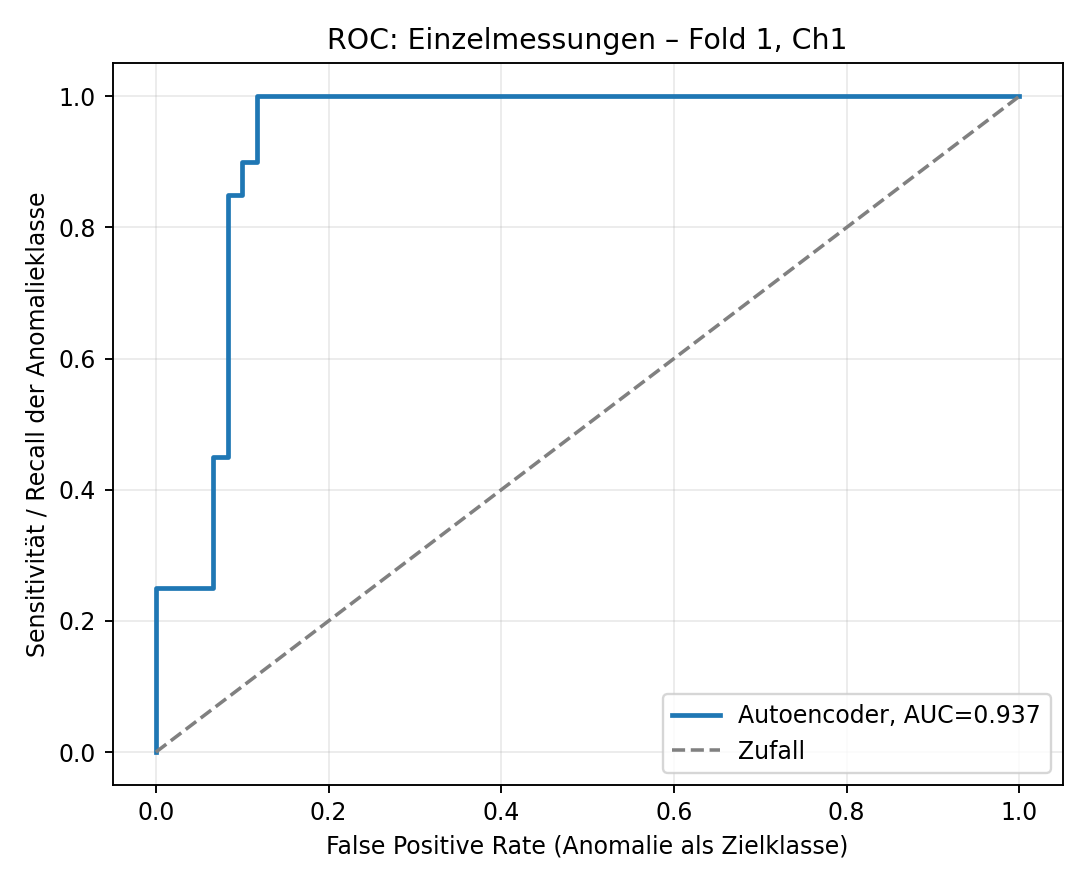 ROC: Einzelmessungen – Fold 1, Ch1
Sensitivität / Recall der Anomalieklasse
1.0
0.8
0.6
0.4
0.2
0.0
Autoencoder, AUC=0.937
Zufall
0.0 0.2 0.4 0.6 0.8 1.0
False Positive Rate (Anomalie als Zielklasse)